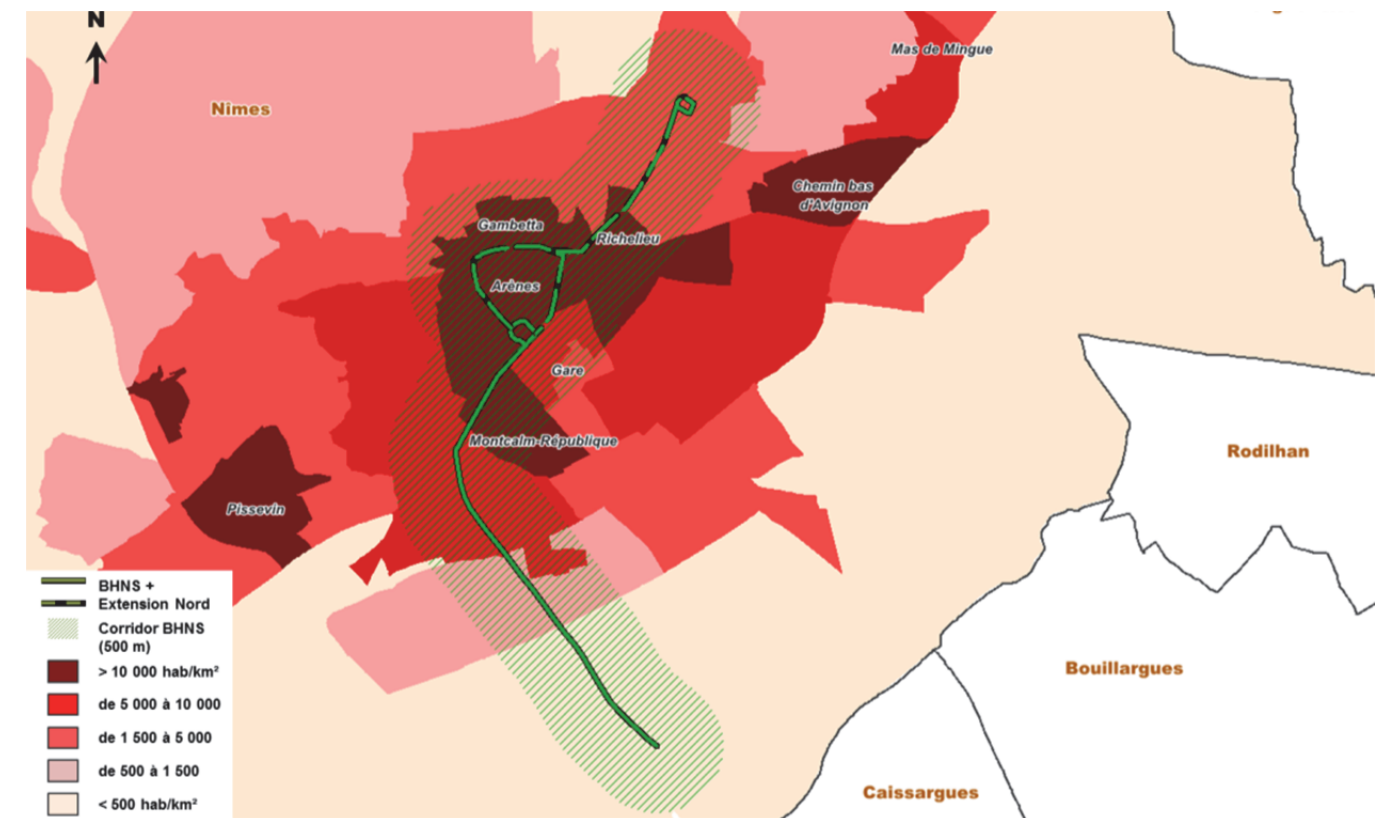 N
Mas de Mingue
Nîmes
Chemin bas
d'Avignon
Gambetta
Richelieu
Arènes
Gare
Montcalm-République
Rodilhan
Pissevin
BHNS +
Extension Nord
Corridor BHNS
(500 m)
> 10 000 hab/km²
de 5 000 à 10 000
de 1 500 à 5 000
de 500 à 1 500
< 500 hab/km²
Bouillargues
Caissargues